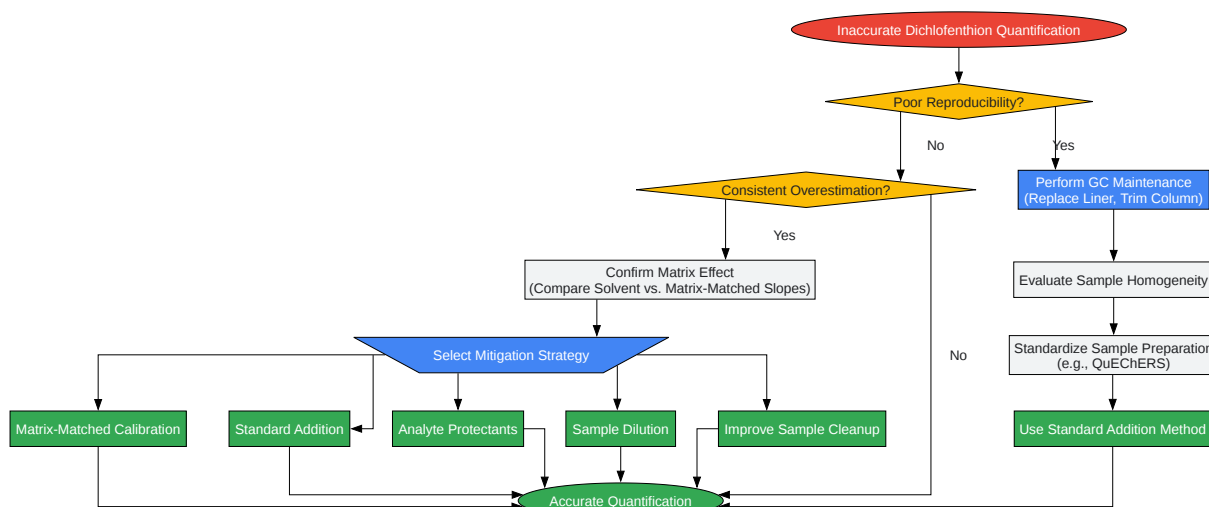 Inaccurate Dichlofenthion Quantification
Poor Reproducibility?
No
Yes
Consistent Overestimation?
Perform GC Maintenance
(Replace Liner, Trim Column)
Yes
Confirm Matrix Effect
(Compare Solvent vs. Matrix-Matched Slopes)
Evaluate Sample Homogeneity
Select Mitigation Strategy
No
Standardize Sample Preparation
(e.g., QuEChERS)
Matrix-Matched Calibration
Standard Addition
Analyte Protectants
Sample Dilution
Improve Sample Cleanup
Use Standard Addition Method
Accurate Quantification